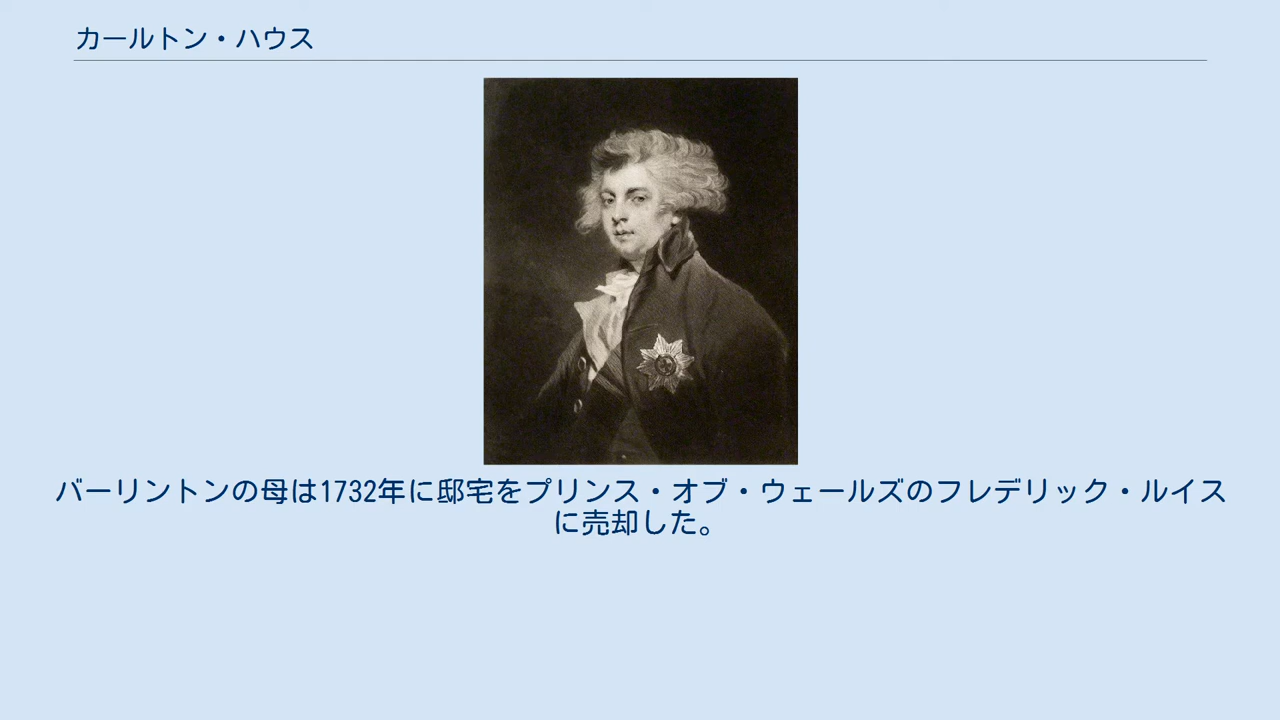 カールトン・ハウス
バーリントンの母は1732年に邸宅をプリンス・オブ・ウェールズのフレデリック・ルイス
に売却した。